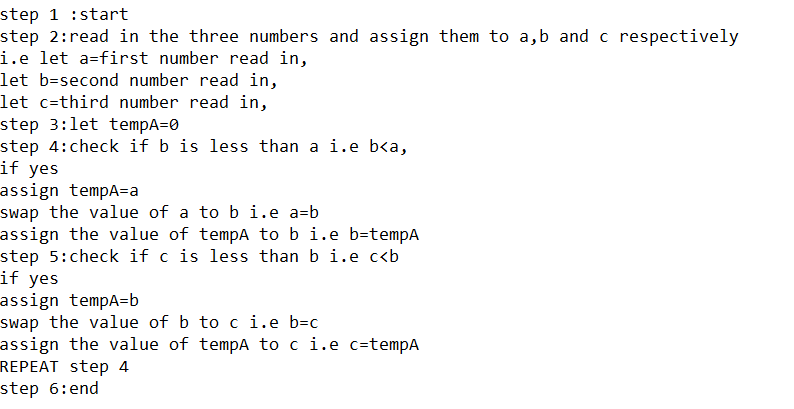 step 1 :start
step 2:read in the three numbers and assign them to a,b and c respectively
i.e let a=first number read in,
let b=second number read in,
let c=third number read in,
step 3:let tempA=0
step 4:check if b is less than a i.e b<a,
if yes
assign tempA=a
swap the value of a to b i.e a=b
assign the value of tempA to b i.e b=tempA
step 5:check if c is less than b i.e c<b
if yes
assign tempA=b
swap the value of b to c i.e b=c
assign the value of tempA to c i.e c=tempA
REPEAT step 4
step 6:end